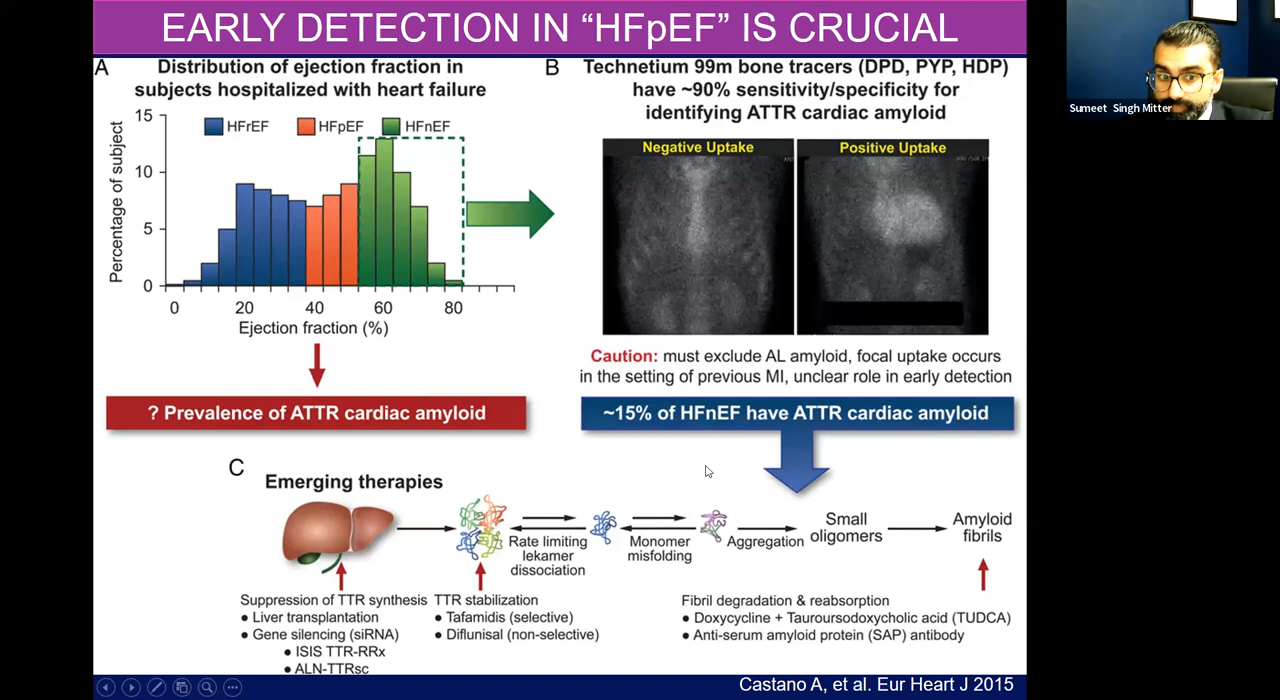 EARLY DETECTION IN “HFpEF” IS CRUCIAL
Sumeet Singh Mitter
A
Distribution of ejection fraction in
subjects hospitalized with heart failure
HFrEF
HFpEF
HFnEF
Percentage of subject
15
10
5
0
0
20
40
60
80
Ejection fraction (%)
? Prevalence of ATTR cardiac amyloid
B
Technetium 99m bone tracers (DPD, PYP, HDP)
have ~90% sensitivity/specificity for
identifying ATTR cardiac amyloid
Negative Uptake
Positive Uptake
Caution: must exclude AL amyloid, focal uptake occurs
in the setting of previous MI, unclear role in early detection
~15% of HFnEF have ATTR cardiac amyloid
C
Emerging therapies
Rate limiting
lekamer
dissociation
Monomer
misfolding
Aggregation
Small
oligomers
Amyloid
fibrils
Suppression of TTR synthesis
● Liver transplantation
● Gene silencing (siRNA)
● ISIS TTR-RRx
● ALN-TTRsc
TTR stabilization
● Tafamidis (selective)
● Diflunisal (non-selective)
Fibril degradation & reabsorption
● Doxycycline + Tauroursodoxycholic acid (TUDCA)
● Anti-serum amyloid protein (SAP) antibody
Castano A, et al. Eur Heart J 2015